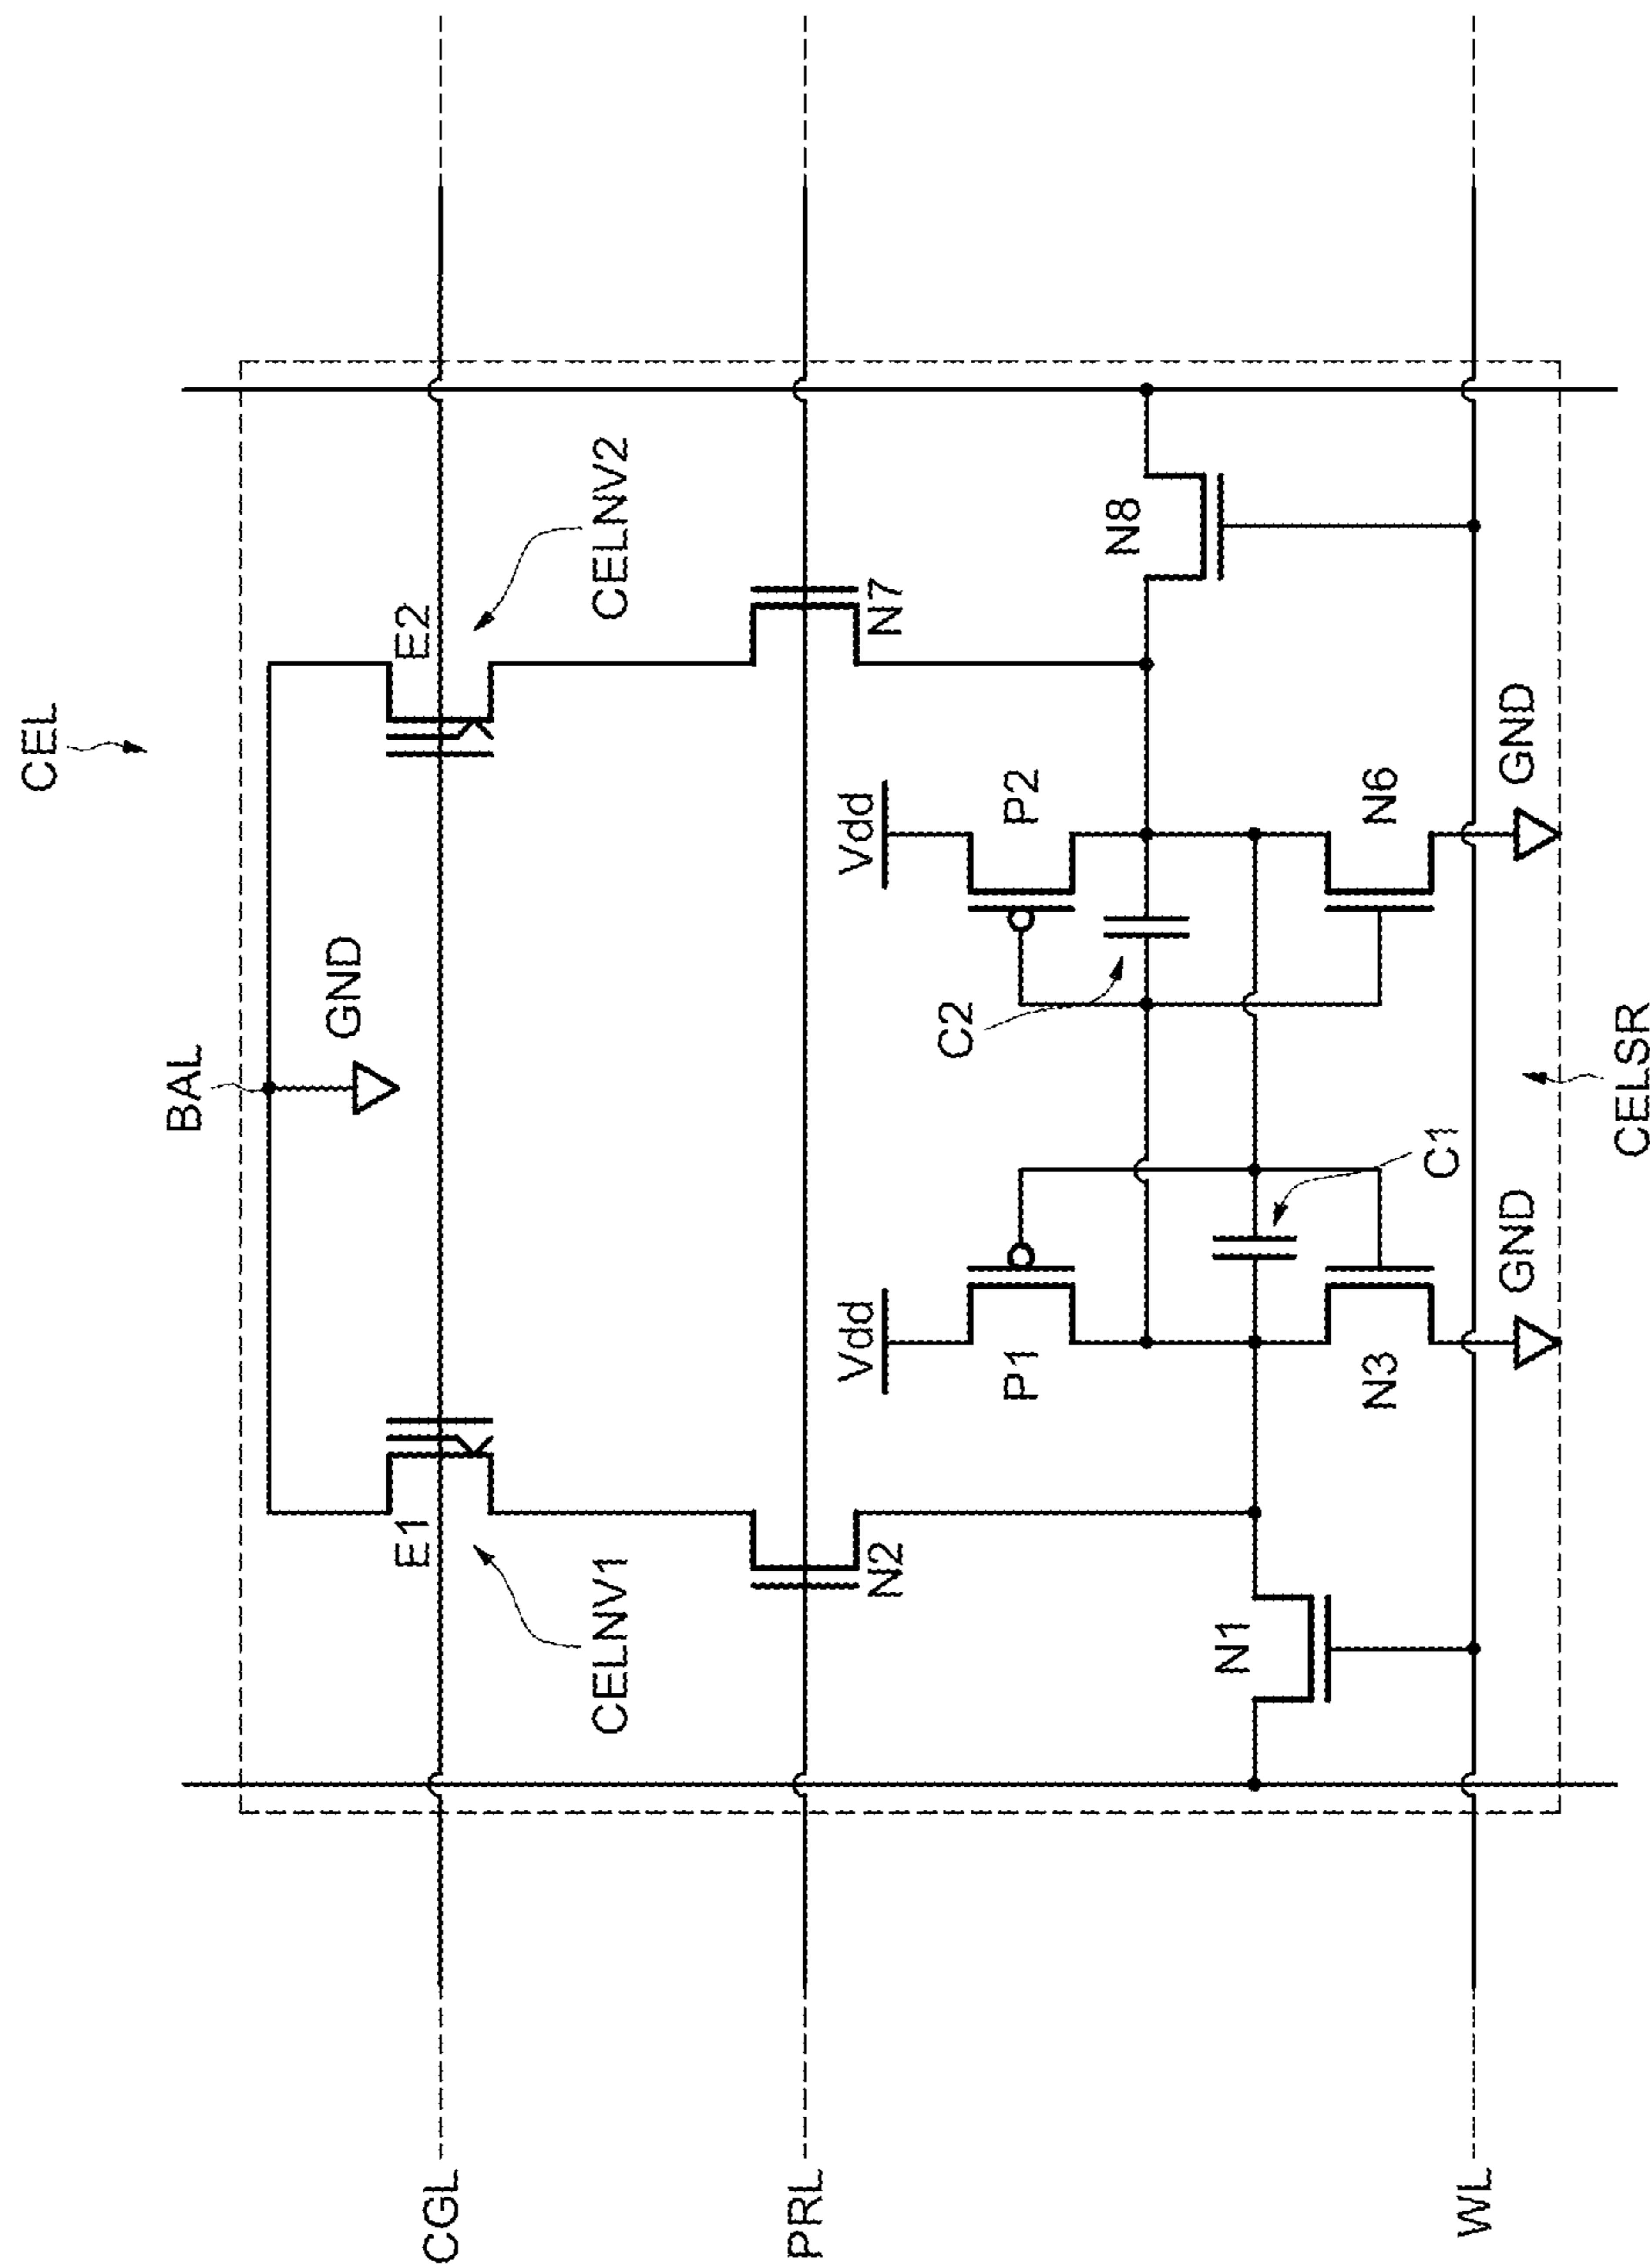 CEL
BAL
GND
E1
E2
CGL
CELNV1
CELNV2
PRL
Vdd
Vdd
N2
N7
C2
P1
P2
N8
N1
N3
N6
C1
WL
GND
GND
CELSR